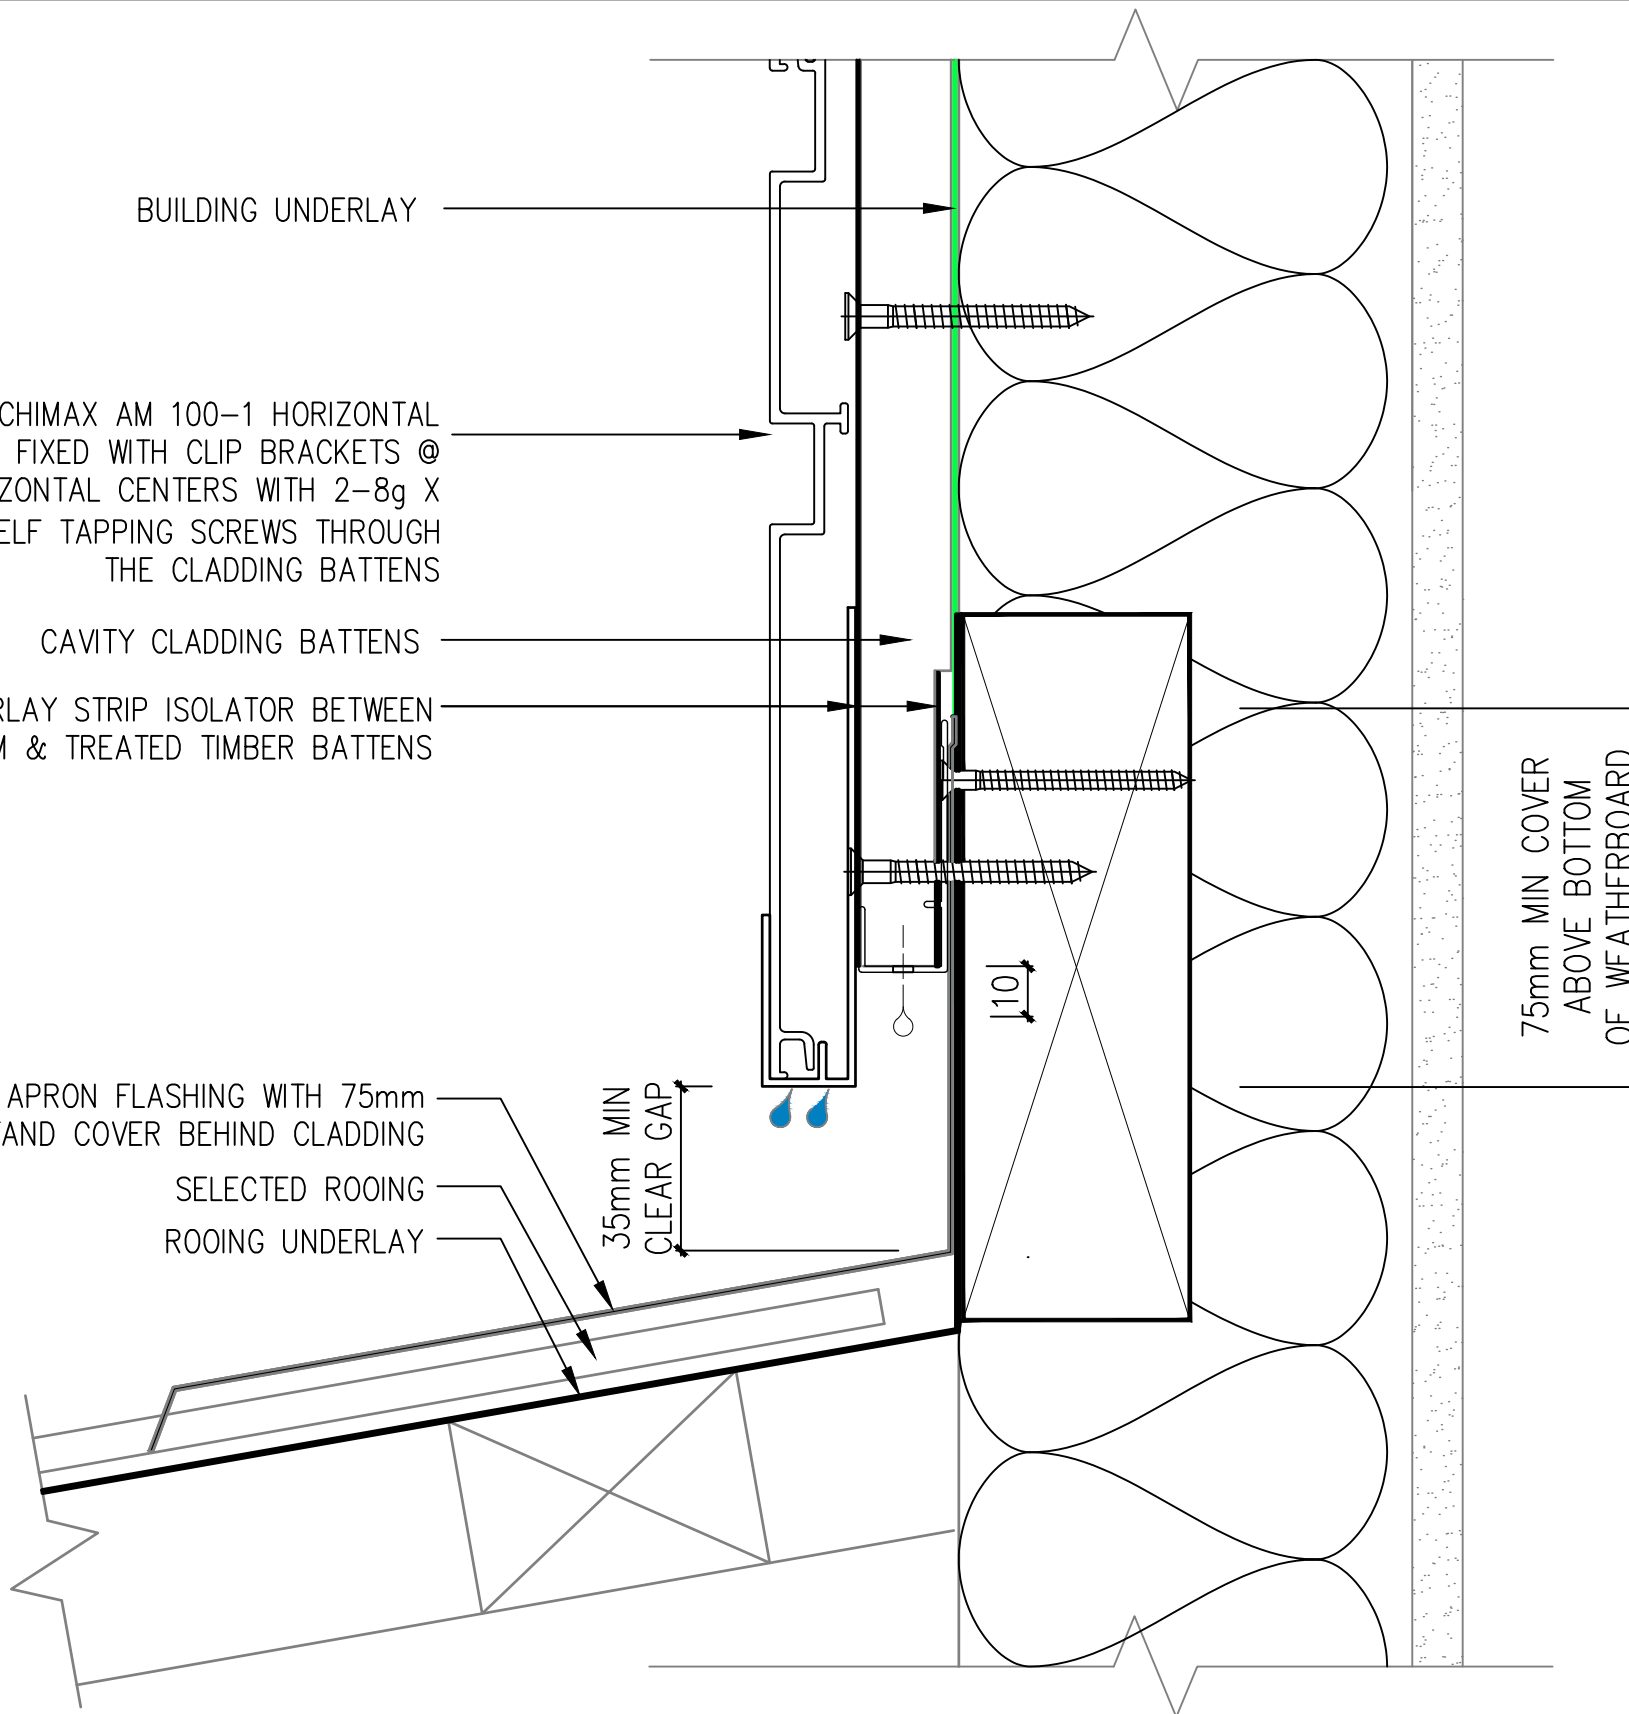 BUILDING UNDERLAY
CHIMAX AM 100-1 HORIZONTAL
FIXED WITH CLIP BRACKETS @
ZONTAL CENTERS WITH 2-8g X
ELF TAPPING SCREWS THROUGH
THE CLADDING BATTENS
CAVITY CLADDING BATTENS
RLAY STRIP ISOLATOR BETWEEN
M & TREATED TIMBER BATTENS
75mm MIN COVER
ABOVE BOTTOM
OF WEATHERBOARD
10
APRON FLASHING WITH 75mm
AND COVER BEHIND CLADDING
35mm MIN
CLEAR GAP
SELECTED ROOING
ROOING UNDERLAY